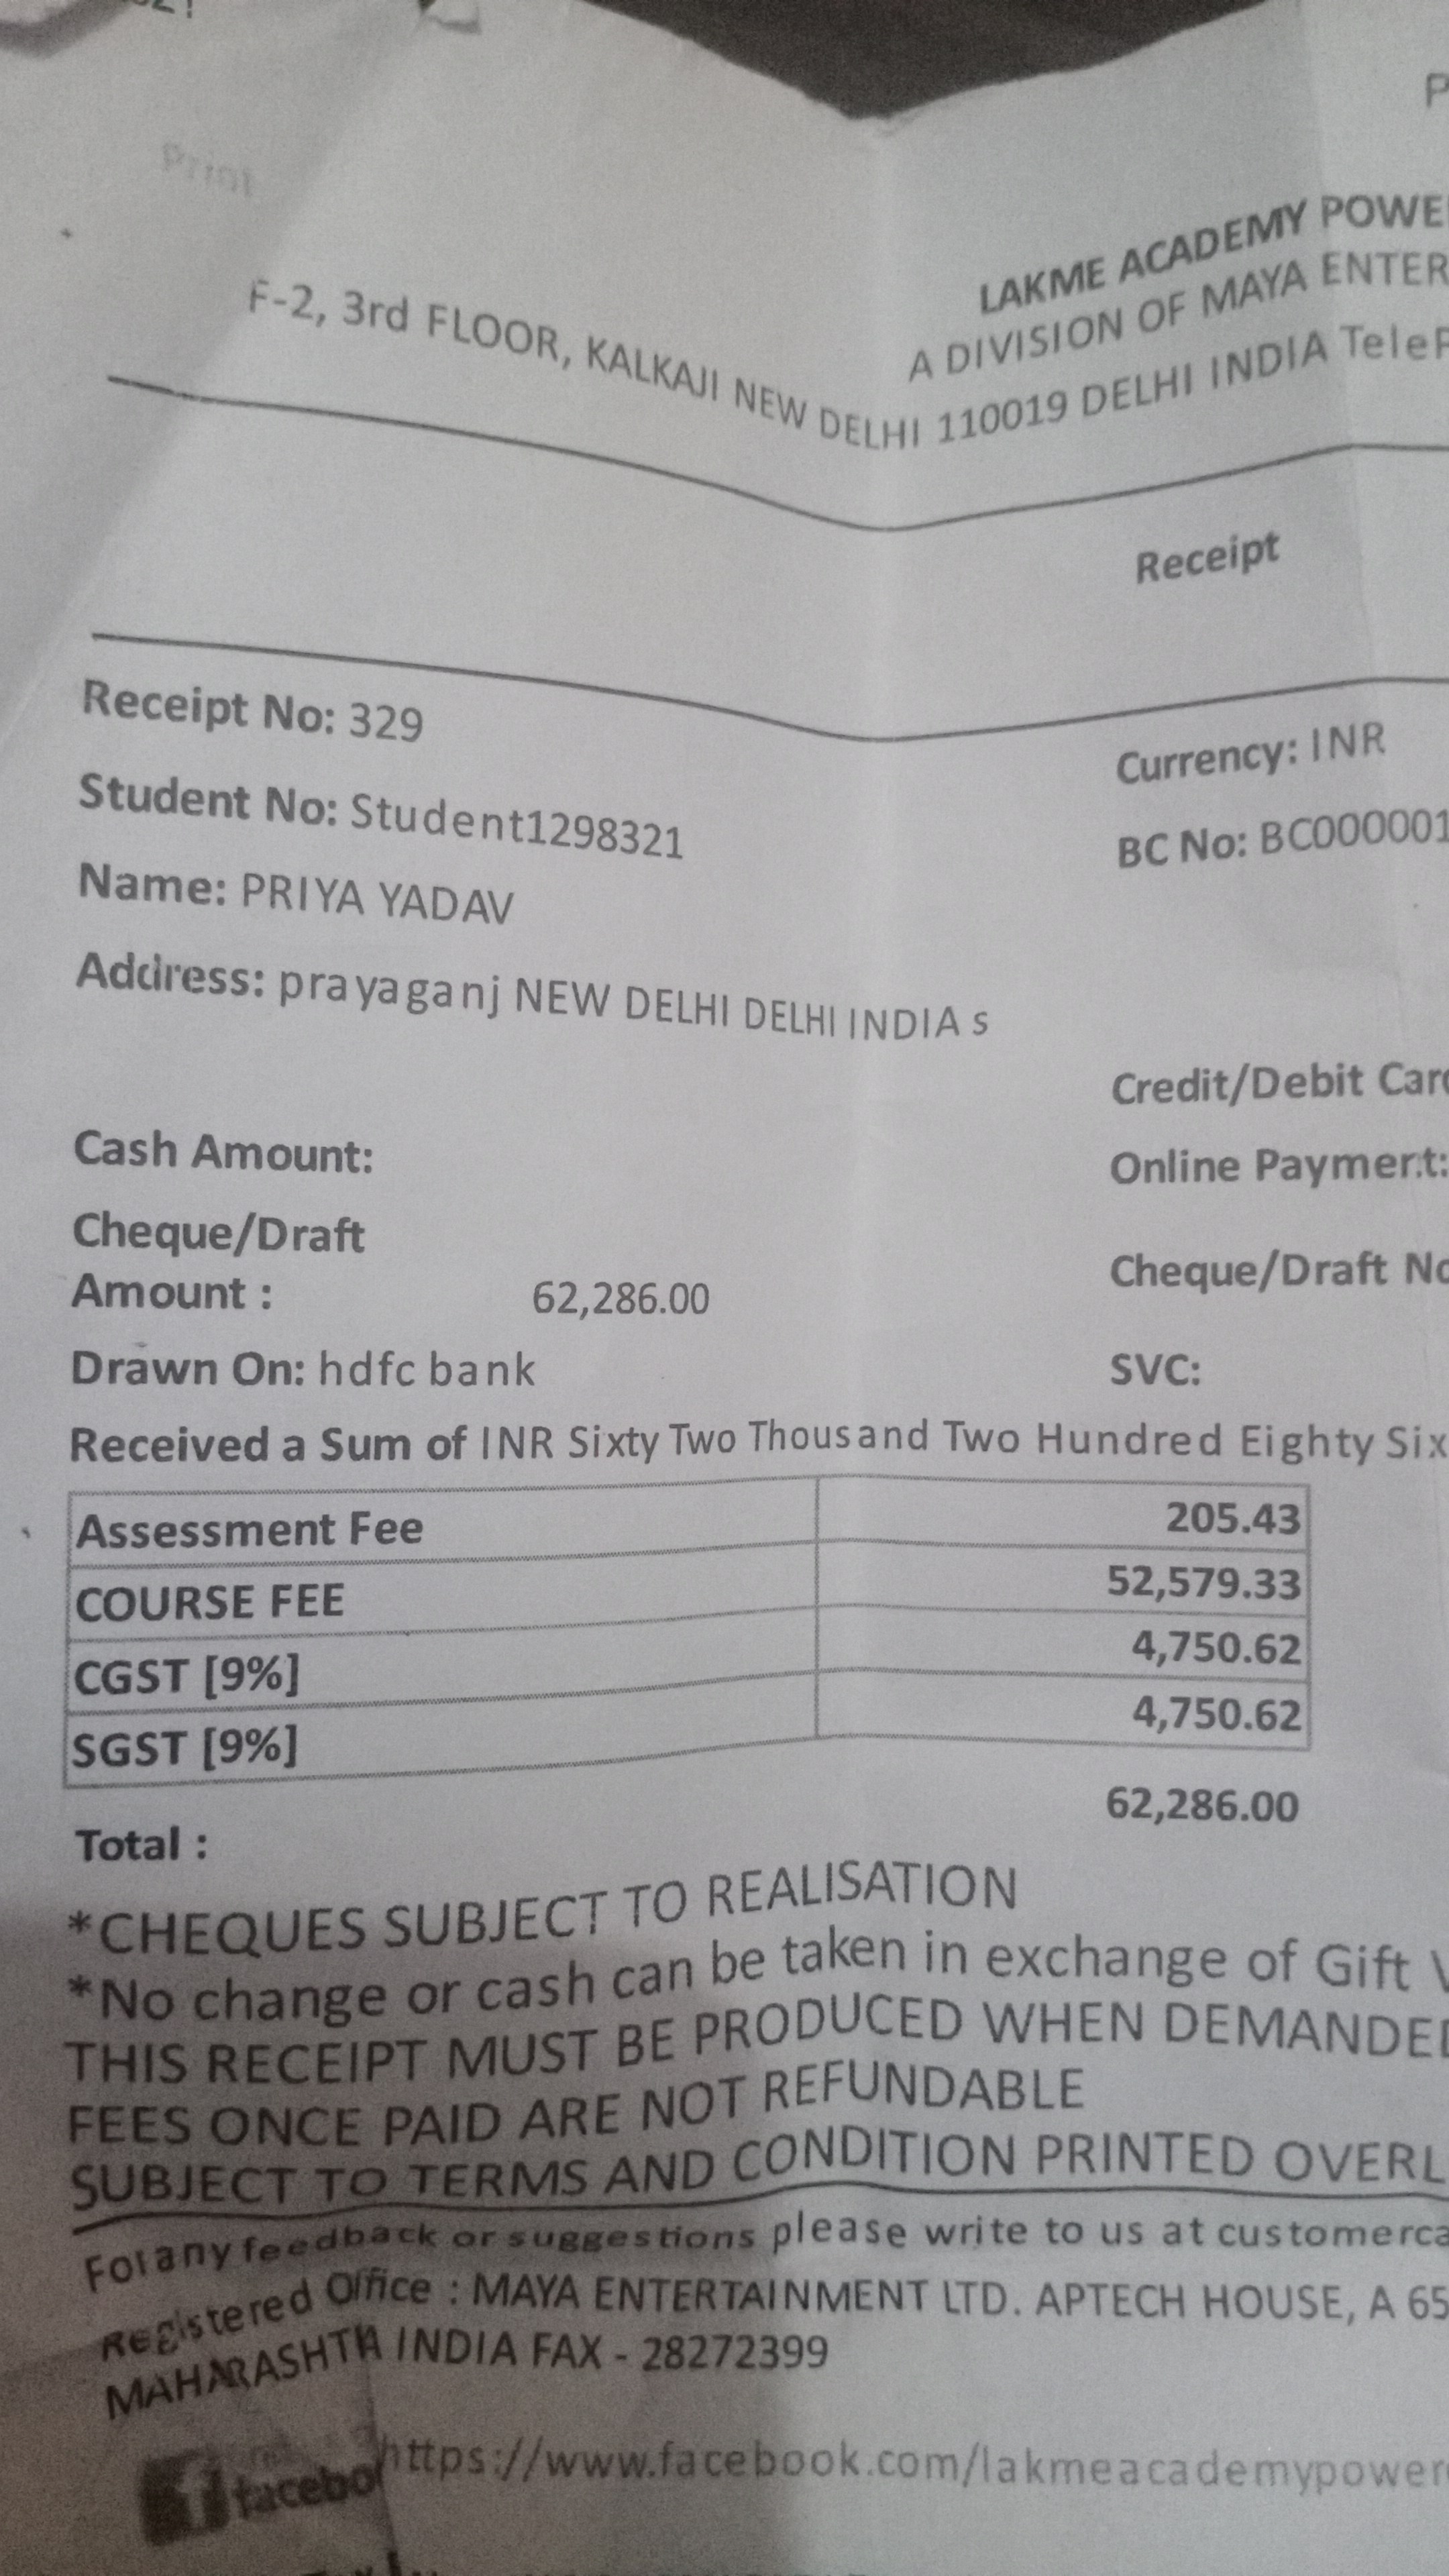 Print
LAKME ACADEMY POWE
A DIVISION OF MAYA ENTER
F-2, 3rd FLOOR, KALKAJI NEW DELHI 110019 DELHI INDIA TeleP
Receipt
Receipt No: 329
Currency: INR
Student No: Student1298321
BC No: BC000001
Name: PRIYA YADAV
Address: prayaganj NEW DELHI DELHI INDIA s
Credit/Debit Card
Cash Amount:
Online Payment:
Cheque/Draft
Amount : 62,286.00
Cheque/Draft No
Drawn On: hdfc bank
SVC:
Received a Sum of INR Sixty Two Thousand Two Hundred Eighty Six
Assessment Fee 205.43
COURSE FEE 52,579.33
CGST [9%] 4,750.62
SGST [9%] 4,750.62
Total : 62,286.00
*CHEQUES SUBJECT TO REALISATION
*No change or cash can be taken in exchange of Gift V
THIS RECEIPT MUST BE PRODUCED WHEN DEMANDED
FEES ONCE PAID ARE NOT REFUNDABLE
SUBJECT TO TERMS AND CONDITION PRINTED OVERL
For any feedback or suggestions please write to us at customerca
Registered Office : MAYA ENTERTAINMENT LTD. APTECH HOUSE, A 65
MAHARASHTRA INDIA FAX - 28272399
facebo https://www.facebook.com/lakmeacademypower